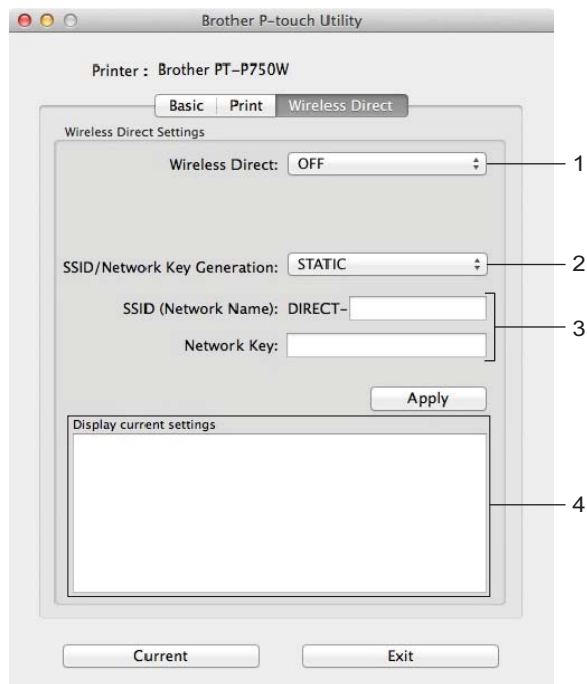 Brother P-touch Utility
Printer : Brother PT-P750W
Basic Print Wireless Direct
Wireless Direct Settings
Wireless Direct: OFF 1
SSID/Network Key Generation: STATIC 2
SSID (Network Name): DIRECT-
3
Network Key:
Apply
Display current settings
4
Current Exit